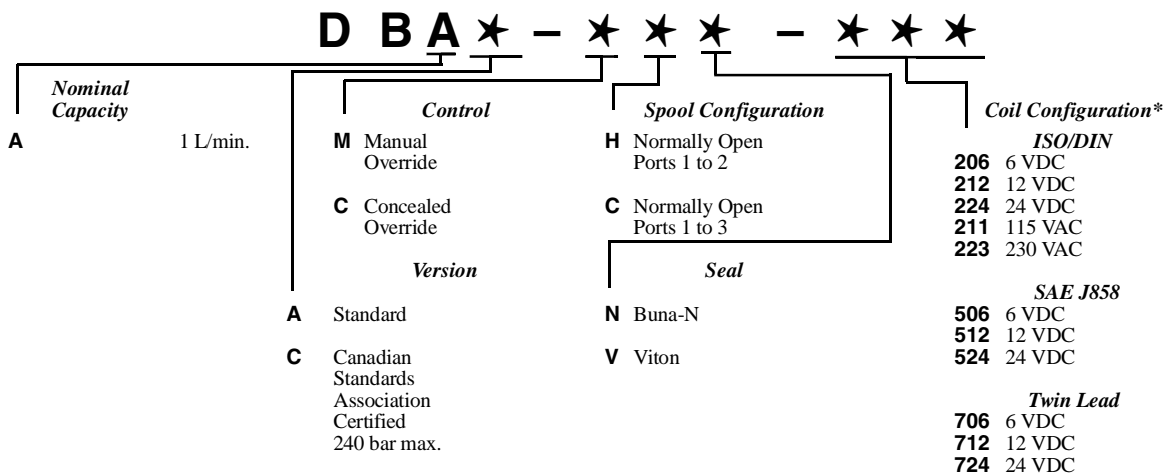 D B A ★ – ★ ★ ★ – ★ ★ ★
Nominal
Capacity
A 1 L/min.
Control
M Manual
Override
C Concealed
Override
Version
A Standard
C Canadian
Standards
Association
Certified
240 bar max.
Spool Configuration
H Normally Open
Ports 1 to 2
C Normally Open
Ports 1 to 3
Seal
N Buna-N
V Viton
Coil Configuration*
ISO/DIN
206 6 VDC
212 12 VDC
224 24 VDC
211 115 VAC
223 230 VAC
SAE J858
506 6 VDC
512 12 VDC
524 24 VDC
Twin Lead
706 6 VDC
712 12 VDC
724 24 VDC